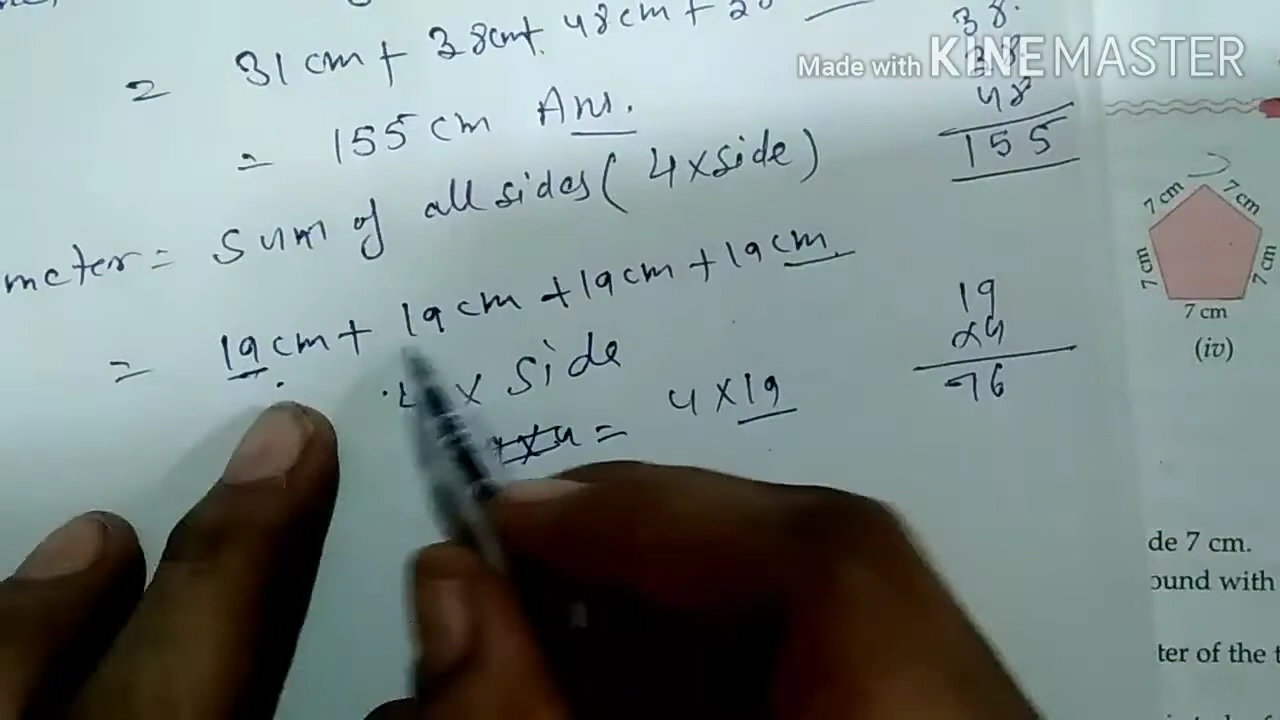 = 31 cm + 38 cm + 48 cm +
= 155 cm Ans.
38.
38
48
155
Made with KINEMASTER
meter = Sum of all sides ( 4 x side )
= 19 cm + 19 cm + 19 cm + 19 cm
x Side
= 4 x 19
19
x4
76
7 cm 7 cm
7 cm 7 cm
7 cm
(iv)
de 7 cm.
ound with
ter of the t